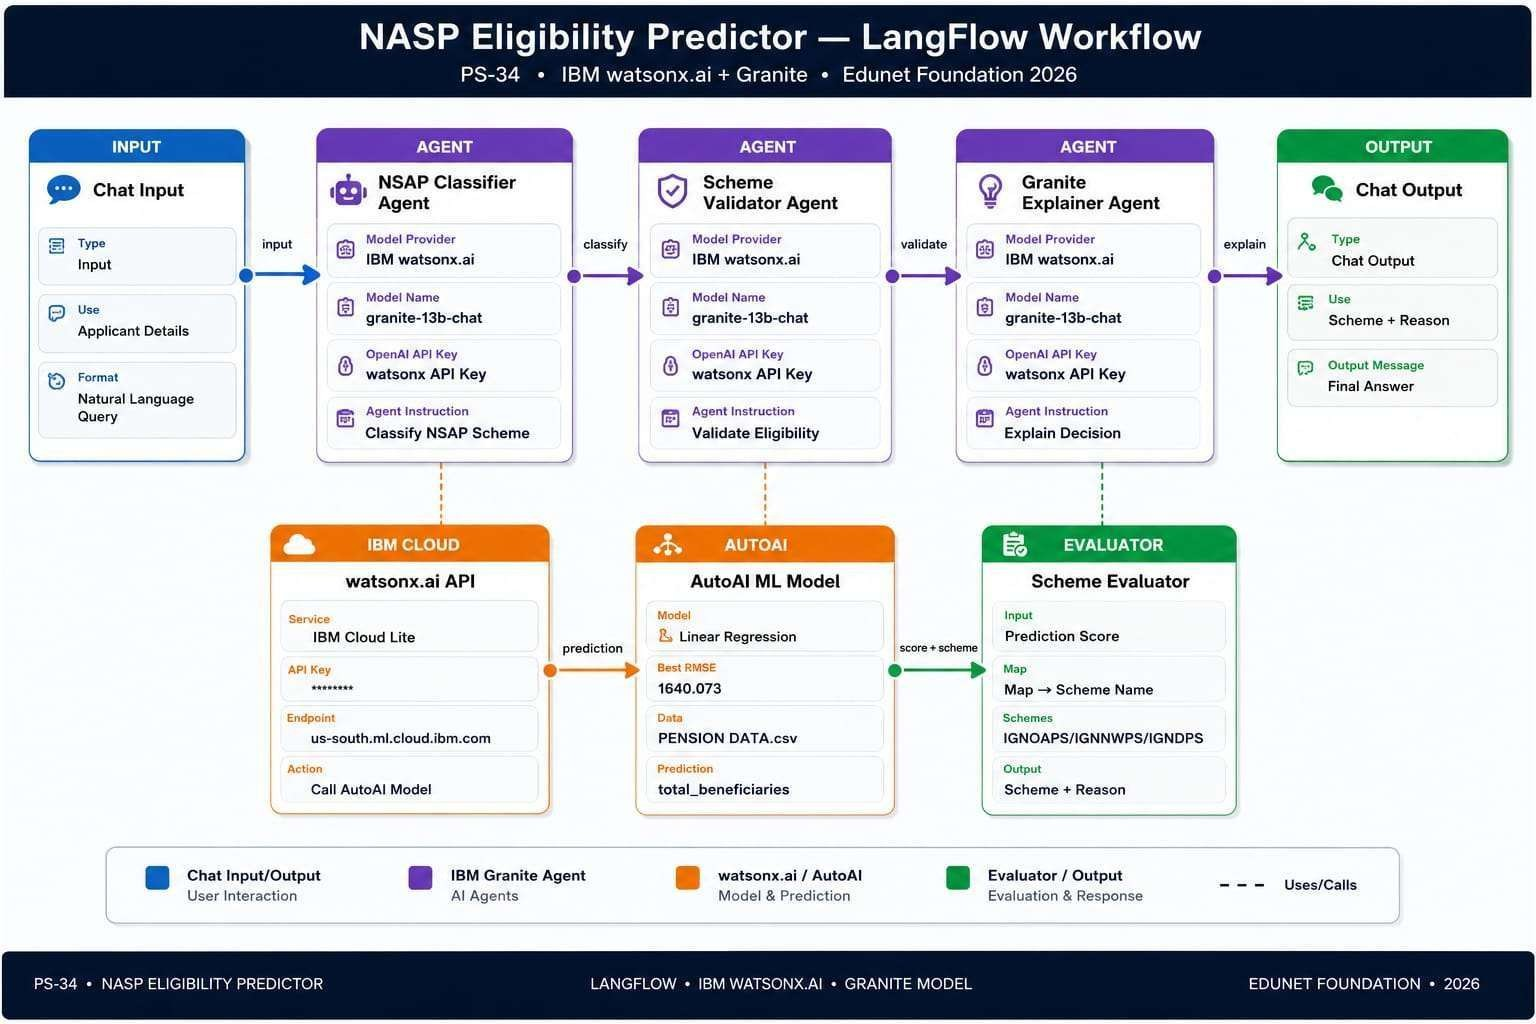 NASP Eligibility Predictor — LangFlow Workflow
PS-34 • IBM watsonx.ai + Granite • Edunet Foundation 2026
INPUT
Chat Input
Type
Input
Use
Applicant Details
Format
Natural Language
Query
input
AGENT
NSAP Classifier
Agent
Model Provider
IBM watsonx.ai
Model Name
granite-13b-chat
OpenAI API Key
watsonx API Key
Agent Instruction
Classify NSAP Scheme
classify
AGENT
Scheme
Validator Agent
Model Provider
IBM watsonx.ai
Model Name
granite-13b-chat
OpenAI API Key
watsonx API Key
Agent Instruction
Validate Eligibility
validate
AGENT
Granite
Explainer Agent
Model Provider
IBM watsonx.ai
Model Name
granite-13b-chat
OpenAI API Key
watsonx API Key
Agent Instruction
Explain Decision
explain
OUTPUT
Chat Output
Type
Chat Output
Use
Scheme + Reason
Output Message
Final Answer
IBM CLOUD
watsonx.ai API
Service
IBM Cloud Lite
API Key
********
Endpoint
us-south.ml.cloud.ibm.com
Action
Call AutoAI Model
prediction
AUTOAI
AutoAI ML Model
Model
Linear Regression
Best RMSE
1640.073
Data
PENSION DATA.csv
Prediction
total_beneficiaries
score + scheme
EVALUATOR
Scheme Evaluator
Input
Prediction Score
Map
Map → Scheme Name
Schemes
IGNOAPS/IGNNWPS/IGNDPS
Output
Scheme + Reason
Chat Input/Output
User Interaction
IBM Granite Agent
AI Agents
watsonx.ai / AutoAI
Model & Prediction
Evaluator / Output
Evaluation & Response
Uses/Calls
PS-34 • NASP ELIGIBILITY PREDICTOR
LANGFLOW • IBM WATSONX.AI • GRANITE MODEL
EDUNET FOUNDATION • 2026